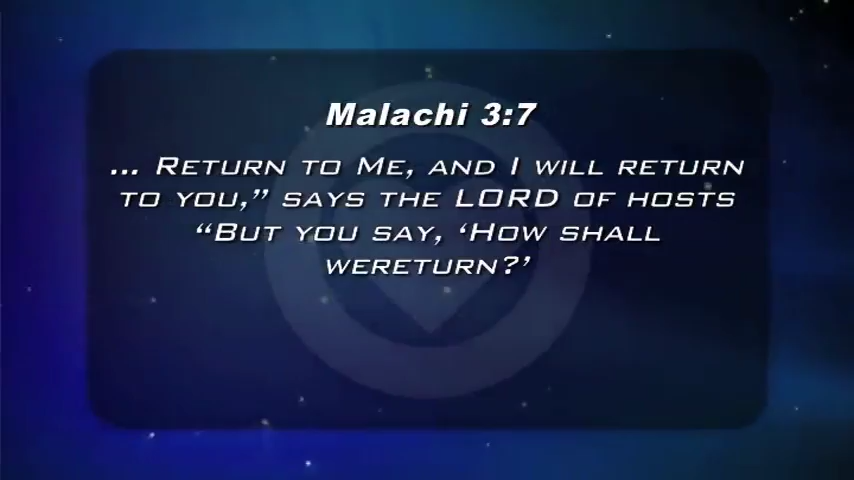 Malachi 3:7
... Return to Me, and I will return
to you,” says the LORD of hosts
“But you say, ‘How shall
wereturn?’